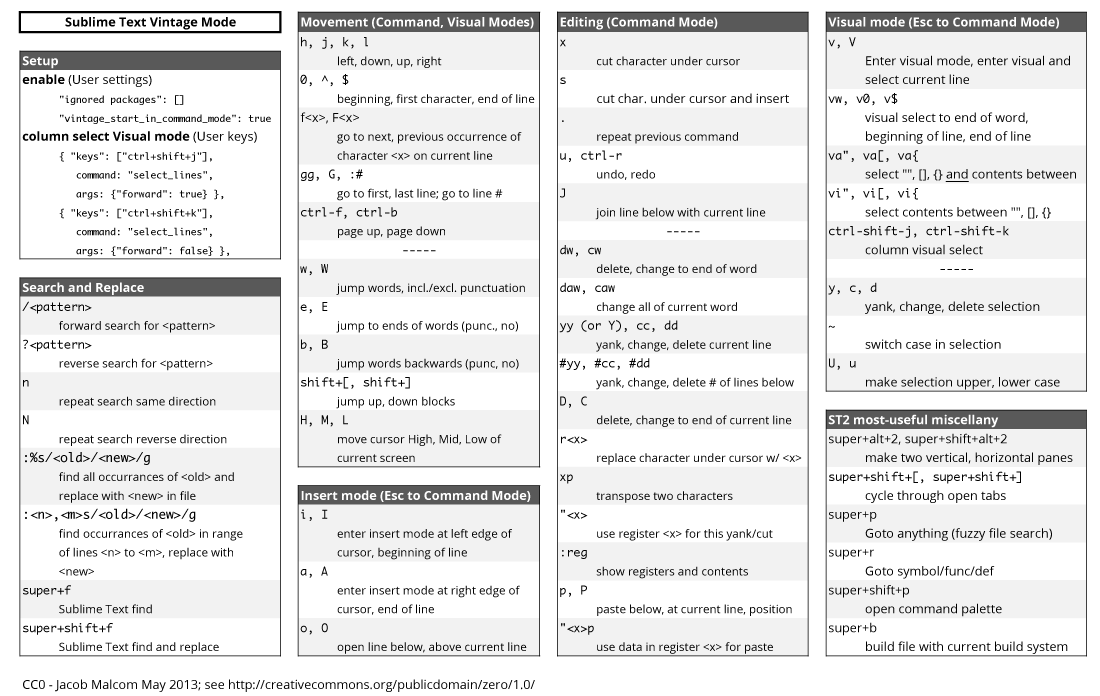 Sublime Text Vintage Mode
Setup
enable (User settings)
"ignored packages": []
"vintage_start_in_command_mode": true
column select Visual mode (User keys)
{ "keys": ["ctrl+shift+j"],
command: "select_lines",
args: {"forward": true} },
{ "keys": ["ctrl+shift+k"],
command: "select_lines",
args: {"forward": false} },
Search and Replace
/<pattern>
forward search for <pattern>
?<pattern>
reverse search for <pattern>
n
repeat search same direction
N
repeat search reverse direction
:%s/<old>/<new>/g
find all occurrances of <old> and
replace with <new> in file
:<n>,<m>s/<old>/<new>/g
find occurrances of <old> in range
of lines <n> to <m>, replace with
<new>
super+f
Sublime Text find
super+shift+f
Sublime Text find and replace
Movement (Command, Visual Modes)
h, j, k, l
left, down, up, right
0, ^, $
beginning, first character, end of line
f<x>, F<x>
go to next, previous occurrence of
character <x> on current line
gg, G, :#
go to first, last line; go to line #
ctrl-f, ctrl-b
page up, page down
-----
w, W
jump words, incl./excl. punctuation
e, E
jump to ends of words (punc., no)
b, B
jump words backwards (punc, no)
shift+[, shift+]
jump up, down blocks
H, M, L
move cursor High, Mid, Low of
current screen
Insert mode (Esc to Command Mode)
i, I
enter insert mode at left edge of
cursor, beginning of line
a, A
enter insert mode at right edge of
cursor, end of line
o, O
open line below, above current line
Editing (Command Mode)
x
cut character under cursor
s
cut char. under cursor and insert
.
repeat previous command
u, ctrl-r
undo, redo
J
join line below with current line
-----
dw, cw
delete, change to end of word
daw, caw
change all of current word
yy (or Y), cc, dd
yank, change, delete current line
#yy, #cc, #dd
yank, change, delete # of lines below
D, C
delete, change to end of current line
r<x>
replace character under cursor w/ <x>
xp
transpose two characters
"<x>
use register <x> for this yank/cut
:reg
show registers and contents
p, P
paste below, at current line, position
"<x>p
use data in register <x> for paste
Visual mode (Esc to Command Mode)
v, V
Enter visual mode, enter visual and
select current line
vw, v0, v$
visual select to end of word,
beginning of line, end of line
va", va[, va{
select "", [], {} and contents between
vi", vi[, vi{
select contents between "", [], {}
ctrl-shift-j, ctrl-shift-k
column visual select
-----
y, c, d
yank, change, delete selection
~
switch case in selection
U, u
make selection upper, lower case
ST2 most-useful miscellany
super+alt+2, super+shift+alt+2
make two vertical, horizontal panes
super+shift+[, super+shift+]
cycle through open tabs
super+p
Goto anything (fuzzy file search)
super+r
Goto symbol/func/def
super+shift+p
open command palette
super+b
build file with current build system
CC0 - Jacob Malcom May 2013; see http://creativecommons.org/publicdomain/zero/1.0/